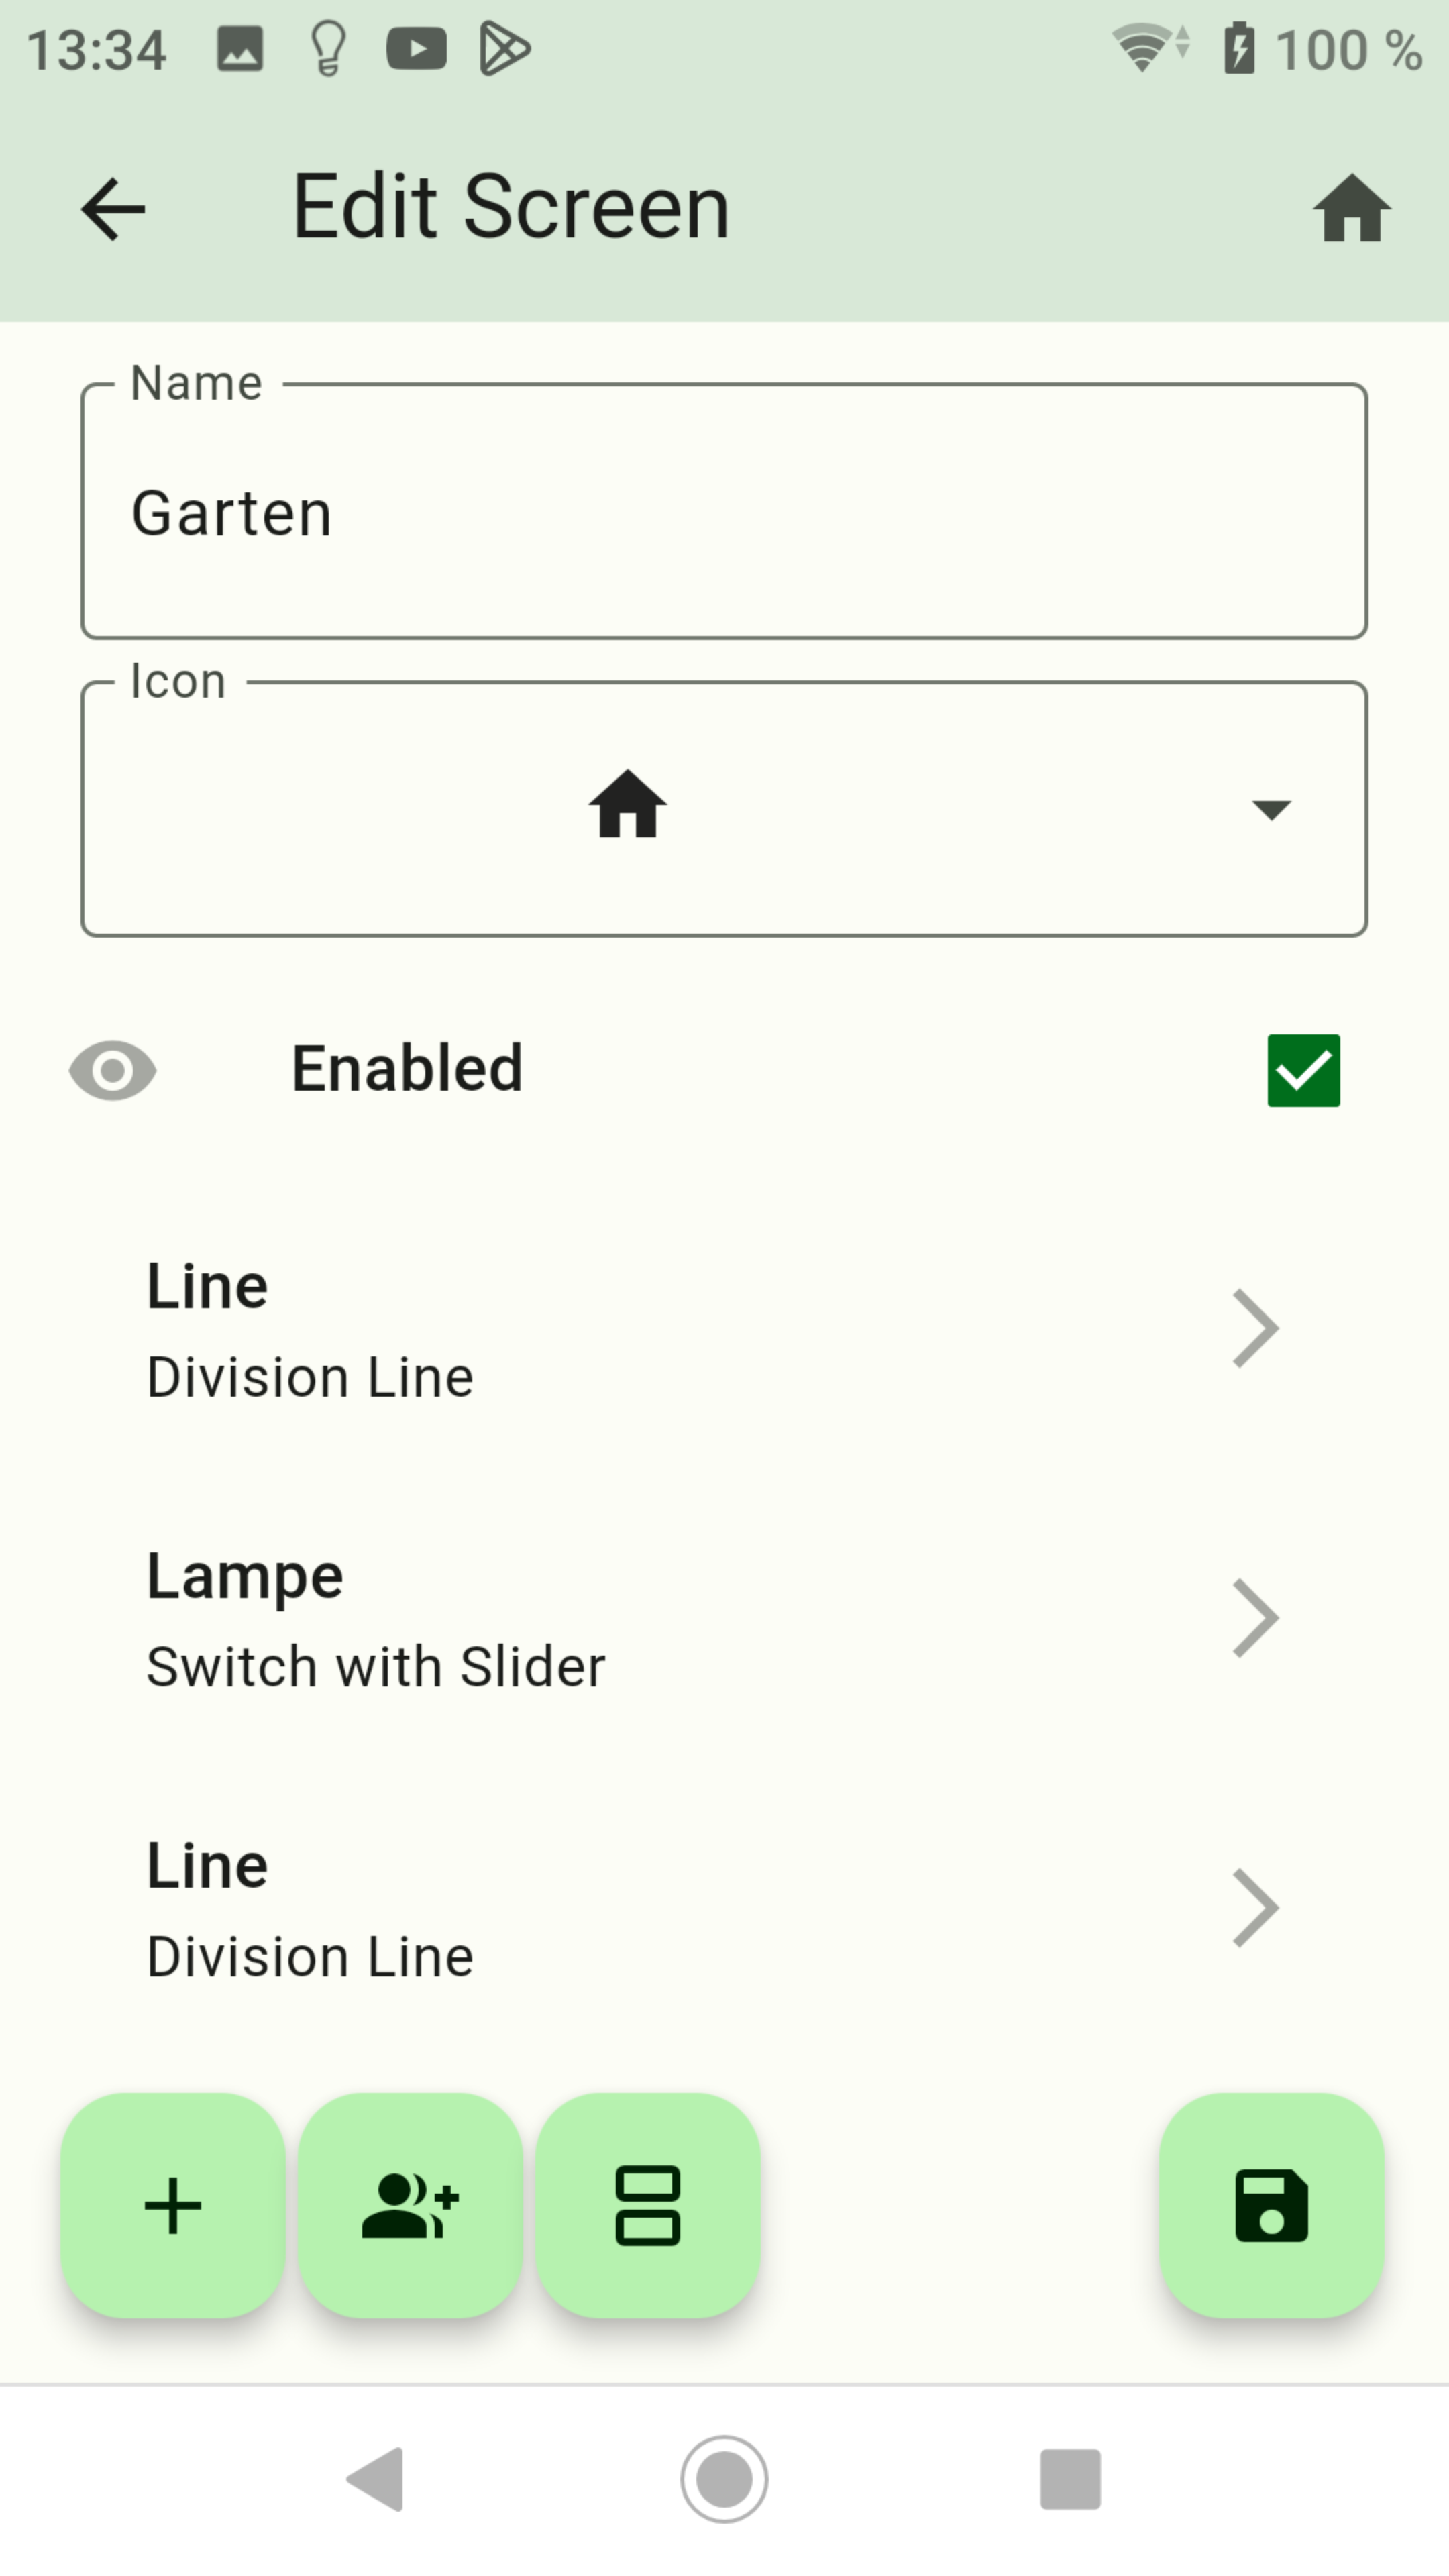 13:34
100 %
Edit Screen
Name
Garten
Icon
Enabled
Line
Division Line
Lampe
Switch with Slider
Line
Division Line